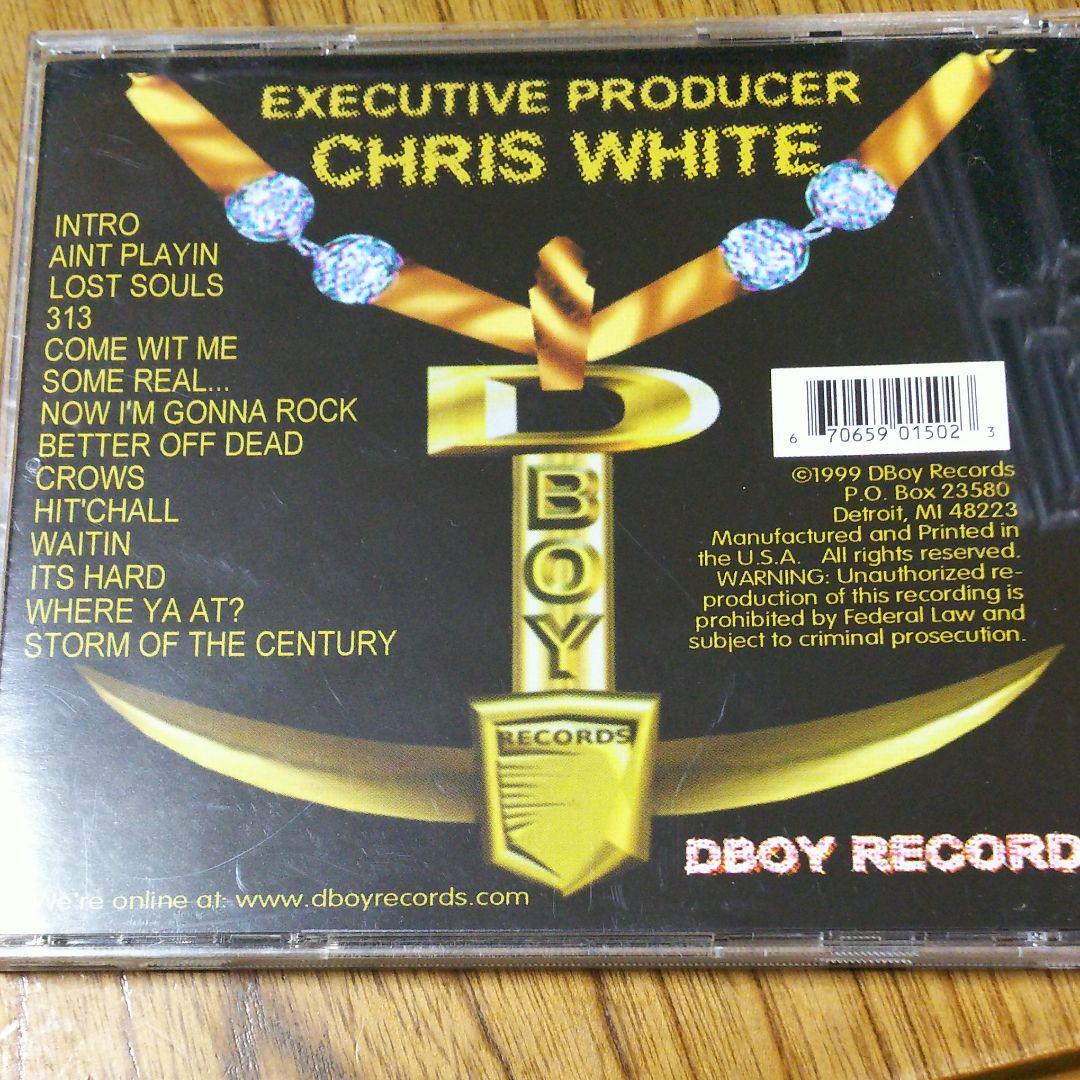 EXECUTIVE PRODUCER
CHRIS WHITE
INTRO
AINT PLAYIN
LOST SOULS
313
COME WIT ME
SOME REAL...
NOW I'M GONNA ROCK
BETTER OFF DEAD
CROWS
HIT'CHALL
WAITIN
ITS HARD
WHERE YA AT?
STORM OF THE CENTURY
D
BOY
RECORDS
6 70659 01502 3
©1999 DBoy Records
P.O. Box 23580
Detroit, MI 48223
Manufactured and Printed in
the U.S.A. All rights reserved.
WARNING: Unauthorized re-
production of this recording is
prohibited by Federal Law and
subject to criminal prosecution.
DBOY RECORD
We're online at: www.dboyrecords.com